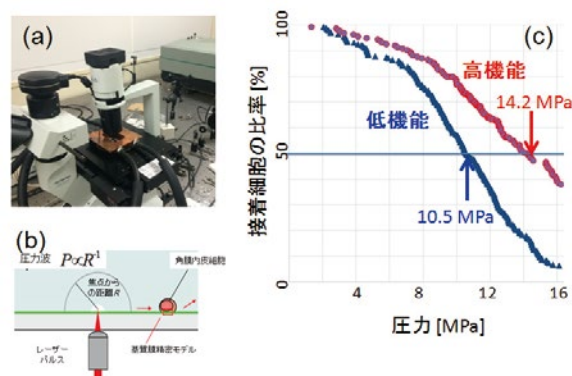 (a)
(b)
圧力波 P∝R⁻¹
焦点から
の距離々
角膜内皮細胞
レーザー
パルス
基質膜精密モデル
(c)
接着細胞の比率 [%]
100
50
0
高機能
14.2 MPa
低機能
10.5 MPa
4 8 12 16
圧力 [MPa]